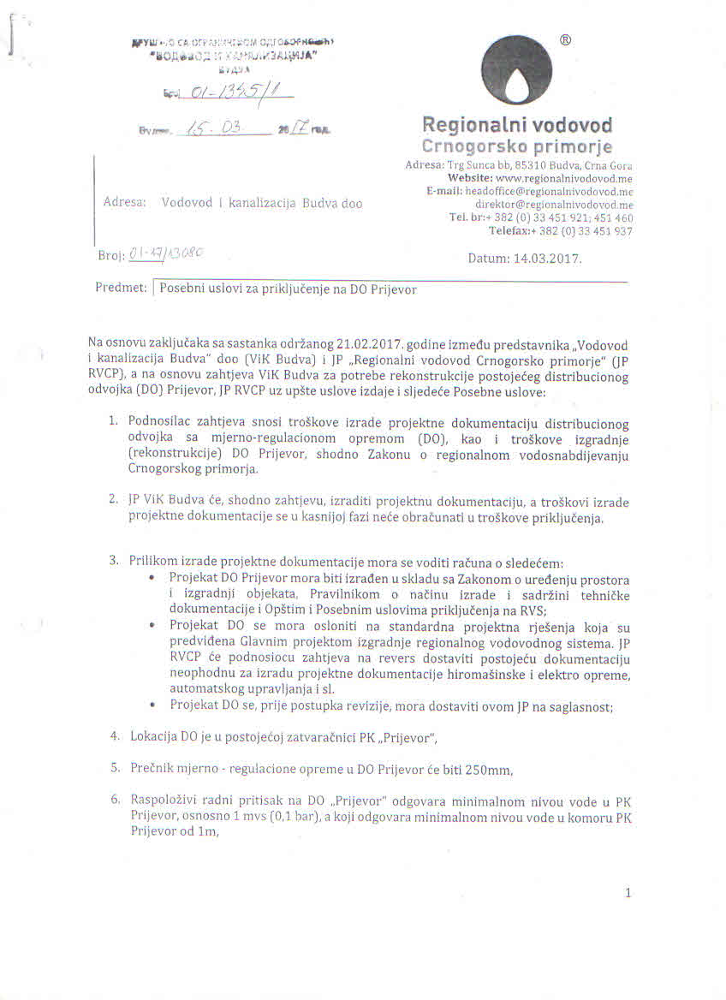 ДРУШТВО СА ОГРАНИЧЕНОМ ОДГОВОРНОШЋУ
"ВОДОВОД И КАНАЛИЗАЦИЈА"
БУДВА
Број 01-1345/1
Будва, 15.03 2017 год.
®
Regionalni vodovod
Crnogorsko primorje
Adresa: Trg Sunca bb, 85310 Budva, Crna Gora
Website: www.regionalnivodovod.me
E-mail: headoffice@regionalnivodovod.me
direktor@regionalnivodovod.me
Tel. br:+ 382 (0) 33 451 921; 451 460
Telefax:+ 382 (0) 33 451 937
Adresa: Vodovod i kanalizacija Budva doo
Broj: 01-17/13080
Datum: 14.03.2017.
Predmet: Posebni uslovi za priključenje na DO Prijevor
Na osnovu zaključaka sa sastanka održanog 21.02.2017. godine između predstavnika „Vodovod
i kanalizacija Budva" doo (ViK Budva) i JP „Regionalni vodovod Crnogorsko primorje" (JP
RVCP), a na osnovu zahtjeva ViK Budva za potrebe rekonstrukcije postojećeg distribucionog
odvojka (DO) Prijevor, JP RVCP uz upšte uslove izdaje i sljedeće Posebne uslove:
1. Podnosilac zahtjeva snosi troškove izrade projektne dokumentaciju distribucionog
odvojka sa mjerno-regulacionom opremom (DO), kao i troškove izgradnje
(rekonstrukcije) DO Prijevor, shodno Zakonu o regionalnom vodosnabdijevanju
Crnogorskog primorja.
2. JP ViK Budva će, shodno zahtjevu, izraditi projektnu dokumentaciju, a troškovi izrade
projektne dokumentacije se u kasnijoj fazi neće obračunati u troškove priključenja.
3. Prilikom izrade projektne dokumentacije mora se voditi računa o sledećem:
• Projekat DO Prijevor mora biti izrađen u skladu sa Zakonom o uređenju prostora
i izgradnji objekata, Pravilnikom o načinu izrade i sadržini tehničke
dokumentacije i Opštim i Posebnim uslovima priključenja na RVS;
• Projekat DO se mora osloniti na standardna projektna rješenja koja su
predviđena Glavnim projektom izgradnje regionalnog vodovodnog sistema. JP
RVCP će podnosiocu zahtjeva na revers dostaviti postojeću dokumentaciju
neophodnu za izradu projektne dokumentacije hiromašinske i elektro opreme,
automatskog upravljanja i sl.
• Projekat DO se, prije postupka revizije, mora dostaviti ovom JP na saglasnost;
4. Lokacija DO je u postojećoj zatvaračnici PK „Prijevor",
5. Prečnik mjerno - regulacione opreme u DO Prijevor će biti 250mm,
6. Raspoloživi radni pritisak na DO „Prijevor" odgovara minimalnom nivou vode u PK
Prijevor, osnosno 1 mvs (0,1 bar), a koji odgovara minimalnom nivou vode u komoru PK
Prijevor od 1m,
1